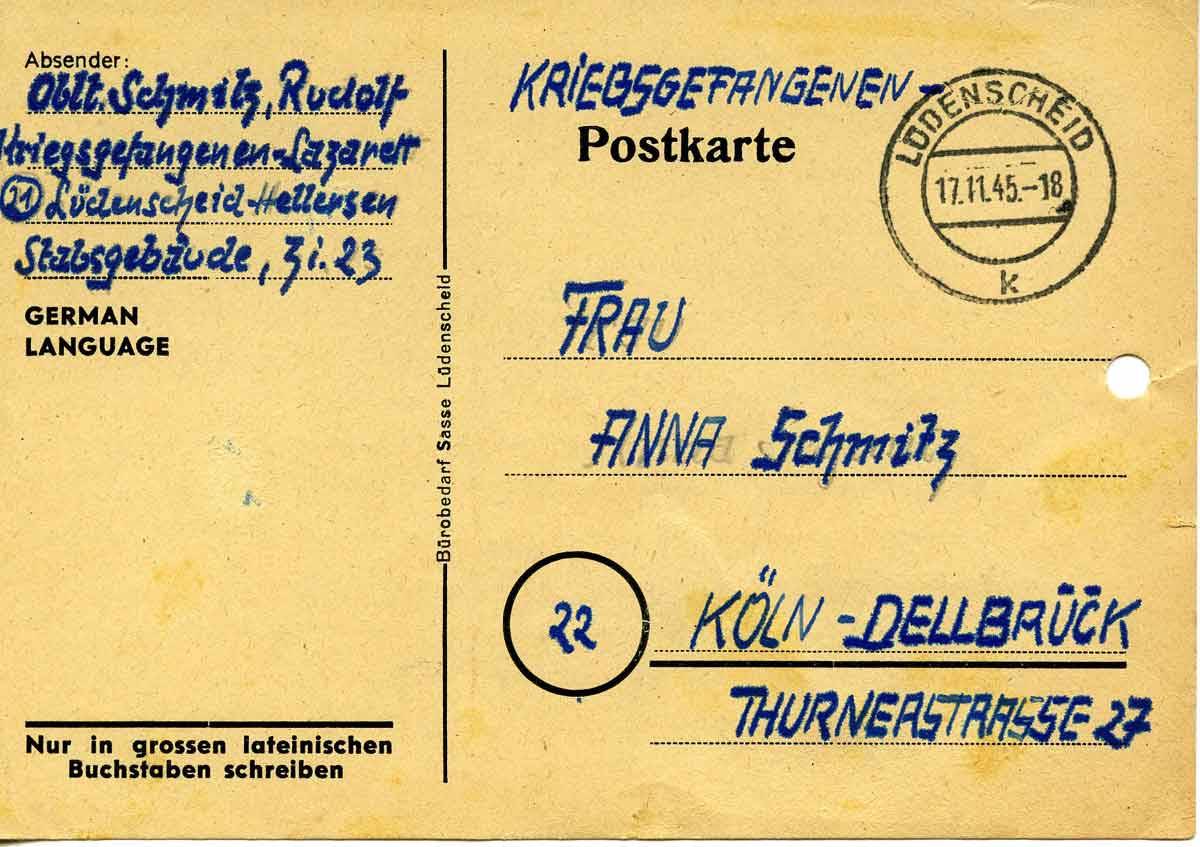 Absender:
Oblt. Schmitz, Rudolf
Kriegsgefangenen-Lazarett
21 Lüdenscheid-Hellersen
Stabsgebäude, Zi. 23
GERMAN
LANGUAGE
Nur in grossen lateinischen
Buchstaben schreiben
Bürobedarf Sasse Lüdenscheid
KRIEGSGEFANGENEN-
Postkarte
LÜDENSCHEID
17.11.45.-18
k
FRAU
ANNA Schmitz
22
KÖLN-DELLBRÜCK
THURNERSTRASSE 27